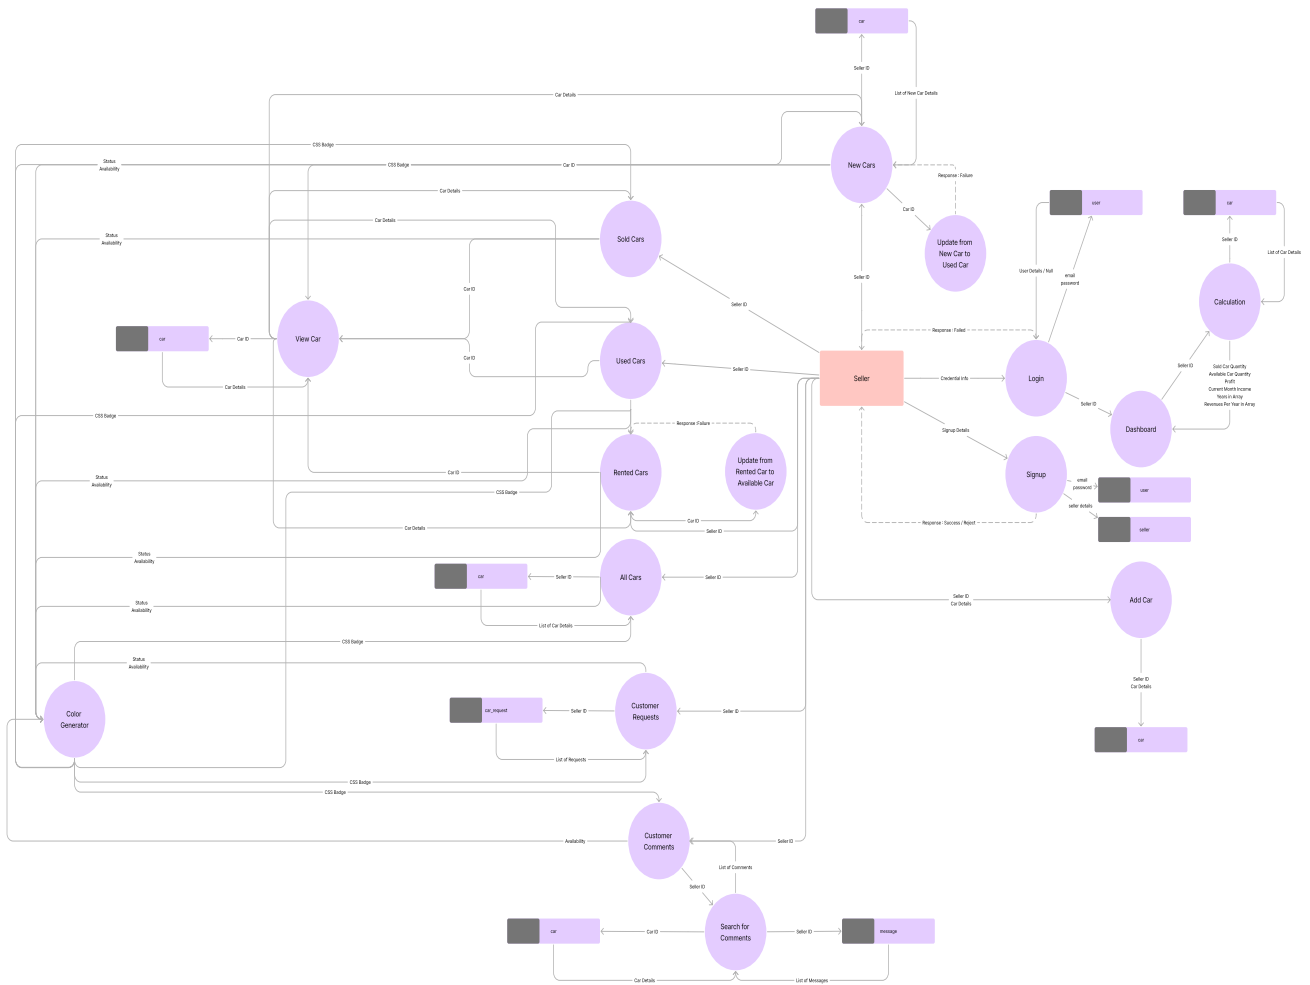 car
Seller ID
List of New Car Details
Car Details
CSS Badge
Status
Availability
CSS Badge
Car ID
New Cars
Response : Failure
Car Details
Car ID
user
car
Car Details
Status
Availability
Sold Cars
Update from
New Car to
Used Car
Seller ID
List of Car Details
User Details / Null
email
password
Seller ID
Car ID
Seller ID
Calculation
Response : Failed
car
Car ID
View Car
Car ID
Used Cars
Seller ID
Seller
Credential Info
Login
Seller ID
Sold Car Quantity
Available Car Quantity
Profit
Current Month Income
Years in Array
Revenues Per Year in Array
Car Details
Seller ID
CSS Badge
Response :Failure
Signup Details
Dashboard
Status
Availability
Car ID
Rented Cars
Update from
Rented Car to
Available Car
Signup
email
password
user
CSS Badge
seller details
Car ID
Response : Success / Reject
Car Details
Seller ID
seller
Status
Availability
car
Seller ID
All Cars
Seller ID
Status
Availability
Seller ID
Car Details
Add Car
List of Car Details
CSS Badge
Status
Availability
Seller ID
Car Details
Color
Generator
car_request
Seller ID
Customer
Requests
Seller ID
car
List of Requests
CSS Badge
CSS Badge
Availability
Customer
Comments
Seller ID
List of Comments
Seller ID
car
Car ID
Search for
Comments
Seller ID
message
Car Details
List of Messages